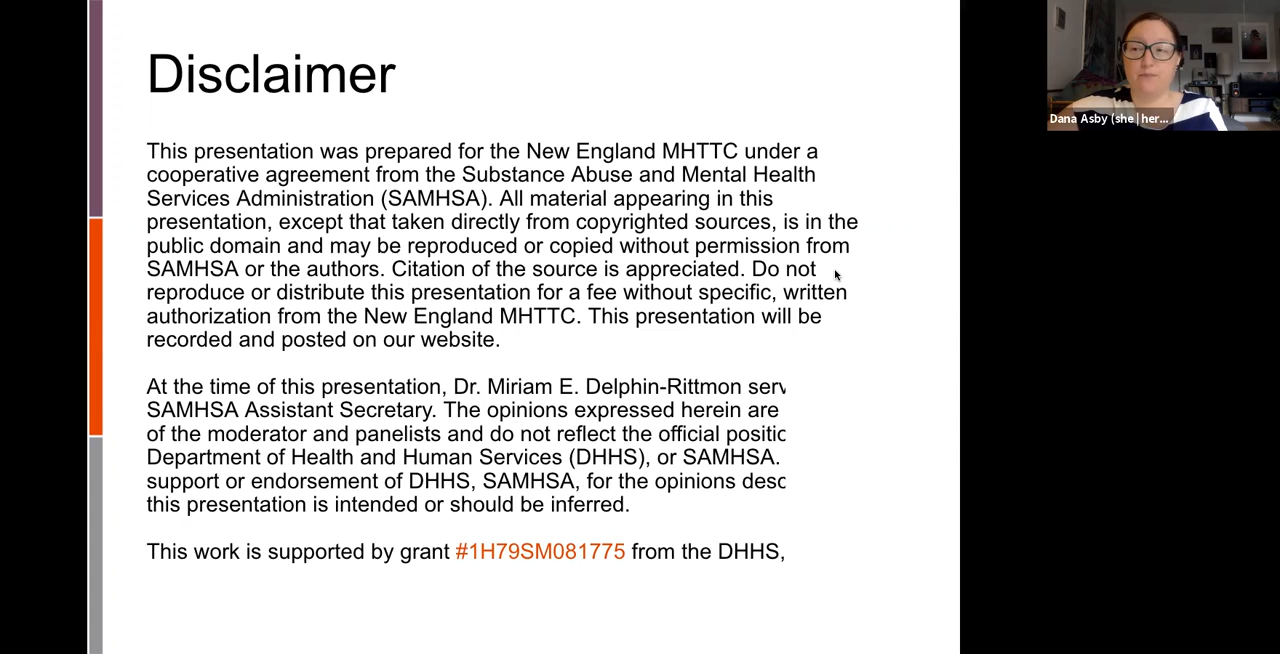 Disclaimer
This presentation was prepared for the New England MHTTC under a
cooperative agreement from the Substance Abuse and Mental Health
Services Administration (SAMHSA). All material appearing in this
presentation, except that taken directly from copyrighted sources, is in the
public domain and may be reproduced or copied without permission from
SAMHSA or the authors. Citation of the source is appreciated. Do not
reproduce or distribute this presentation for a fee without specific, written
authorization from the New England MHTTC. This presentation will be
recorded and posted on our website.
At the time of this presentation, Dr. Miriam E. Delphin-Rittmon serv
SAMHSA Assistant Secretary. The opinions expressed herein are
of the moderator and panelists and do not reflect the official positic
Department of Health and Human Services (DHHS), or SAMHSA.
support or endorsement of DHHS, SAMHSA, for the opinions desc
this presentation is intended or should be inferred.
This work is supported by grant #1H79SM081775 from the DHHS,
Dana Asby (she|her...